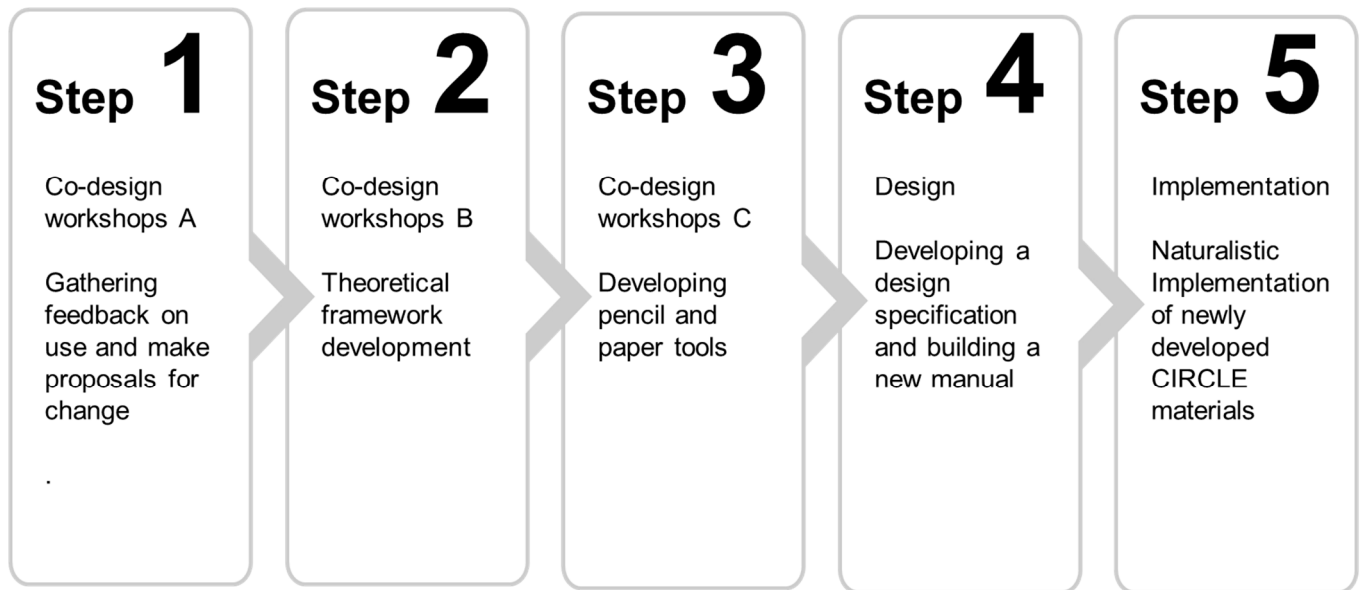 Step 1
Co-design
workshops A
Gathering
feedback on
use and make
proposals for
change
.
Step 2
Co-design
workshops B
Theoretical
framework
development
Step 3
Co-design
workshops C
Developing
pencil and
paper tools
Step 4
Design
Developing a
design
specification
and building a
new manual
Step 5
Implementation
Naturalistic
Implementation
of newly
developed
CIRCLE
materials